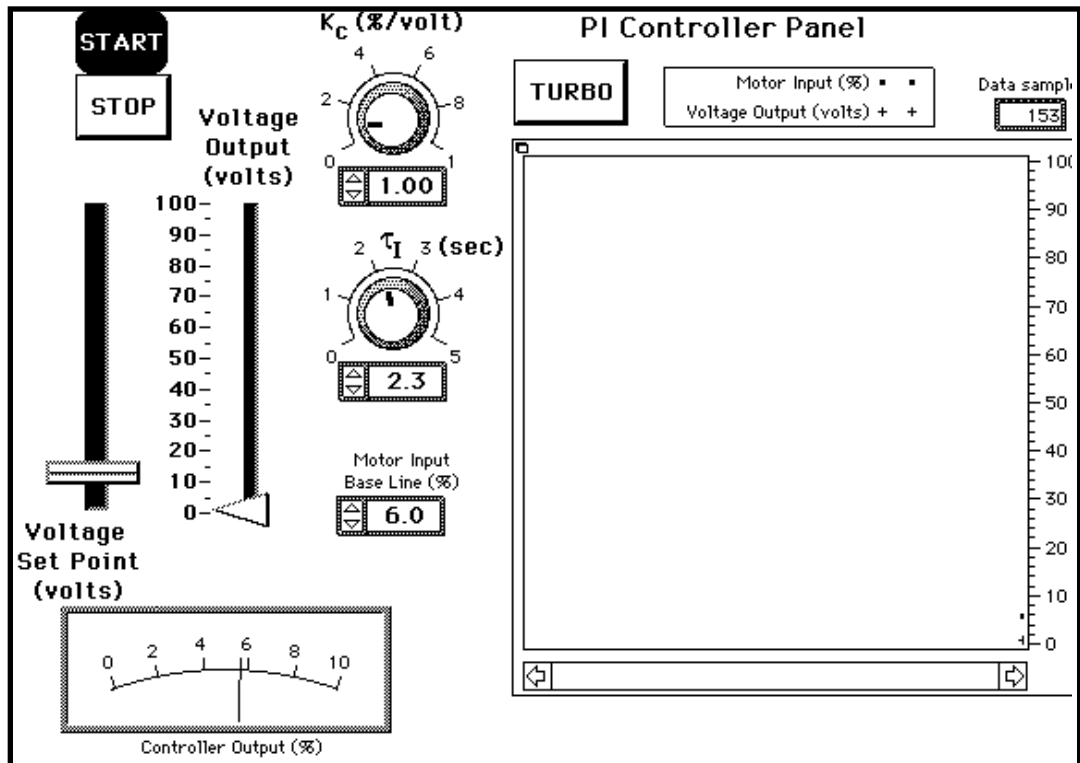 START
STOP
Voltage
Output
(volts)
100
90
80
70
60
50
40
30
20
10
0
Voltage
Set Point
(volts)
Kc (%/volt)
4 6
2 8
0 1
1.00
τI (sec)
2 3
1 4
0 5
2.3
Motor Input
Base Line (%)
6.0
0 2 4 6 8 10
Controller Output (%)
PI Controller Panel
TURBO
Motor Input (%)
Voltage Output (volts) + +
Data sampl
153
100
90
80
70
60
50
40
30
20
10
0